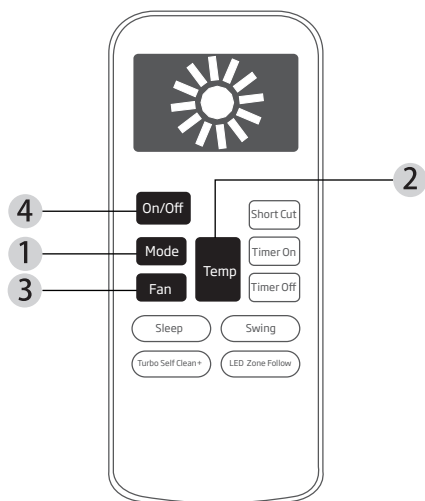 2
4
On/Off
Short Cut
1
Mode
Temp
Timer On
3
Fan
Timer Off
Sleep
Swing
Turbo Self Clean+
LED Zone Follow